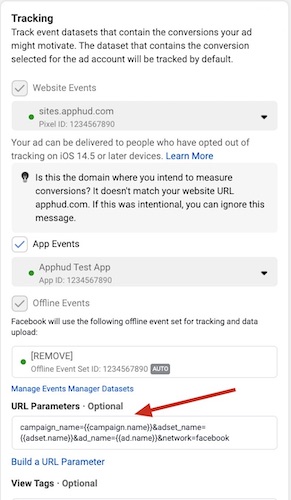 Tracking
Track event datasets that contain the conversions your ad
might motivate. The dataset that contains the conversion
selected for the ad account will be tracked by default.
Website Events
sites.apphud.com
Pixel ID: 1234567890
Your ad can be delivered to people who have opted out of
tracking on iOS 14.5 or later devices. Learn More
Is this the domain where you intend to measure
conversions? It doesn't match your website URL
apphud.com. If this was intentional, you can ignore this
message.
App Events
Apphud Test App
App ID: 1234567890
Offline Events
Facebook will use the following offline event set for tracking and data
upload:
[REMOVE]
Offline Event Set ID: 1234567890 AUTO
Manage Events Manager Datasets
URL Parameters · Optional
campaign_name={{campaign.name}}&adset_name=
{{adset.name}}&ad_name={{ad.name}}&network=facebook
Build a URL Parameter
View Tags · Optional